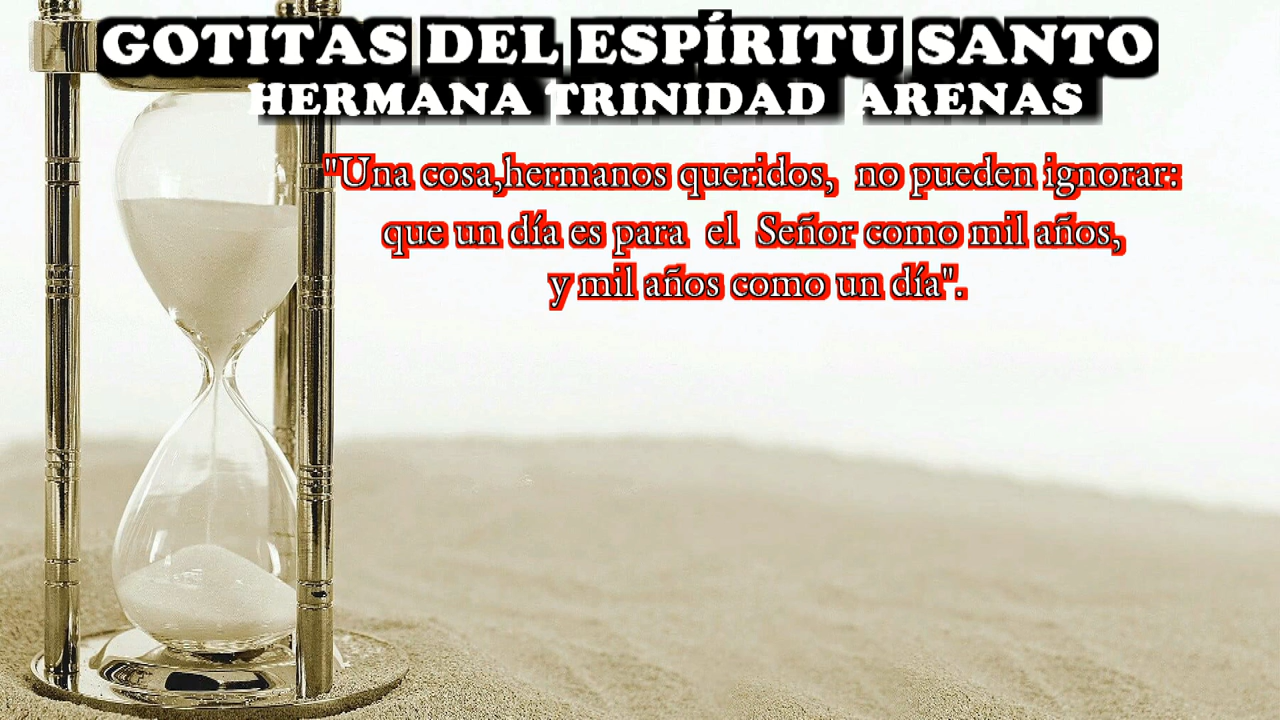 GOTITAS DEL ESPÍRITU SANTO
HERMANA TRINIDAD ARENAS
"Una cosa,hermanos queridos, no pueden ignorar:
que un día es para el Señor como mil años,
y mil años como un día".